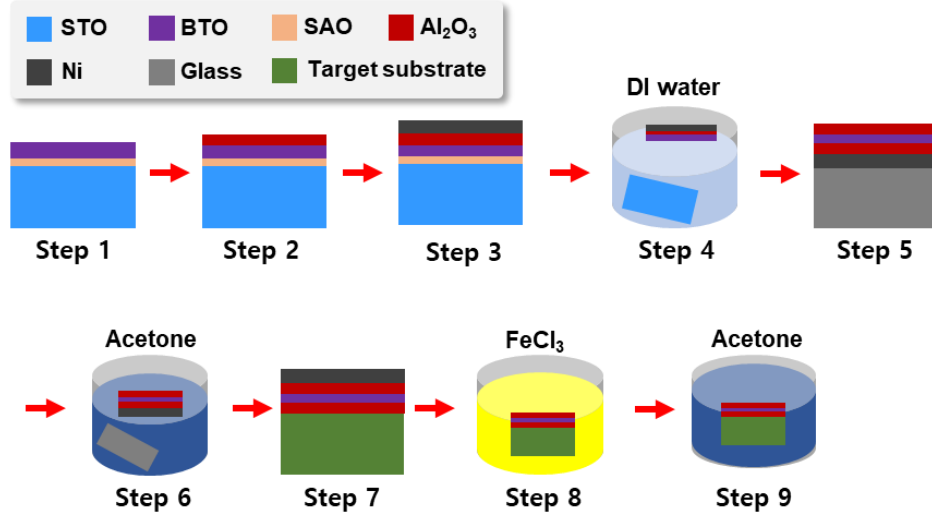 STO BTO SAO Al₂O₃
Ni Glass Target substrate
DI water
Step 1 Step 2 Step 3 Step 4 Step 5
Acetone FeCl₃ Acetone
Step 6 Step 7 Step 8 Step 9